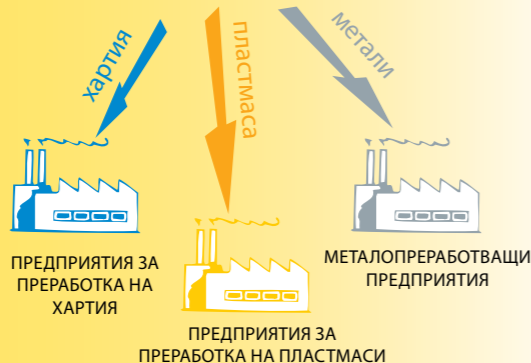 хартия
пластмаса
метали
ПРЕДПРИЯТИЯ ЗА
ПРЕРАБОТКА НА
ХАРТИЯ
ПРЕДПРИЯТИЯ ЗА
ПРЕРАБОТКА НА ПЛАСТМАСИ
МЕТАЛОПРЕРАБОТВАЩИ
ПРЕДПРИЯТИЯ